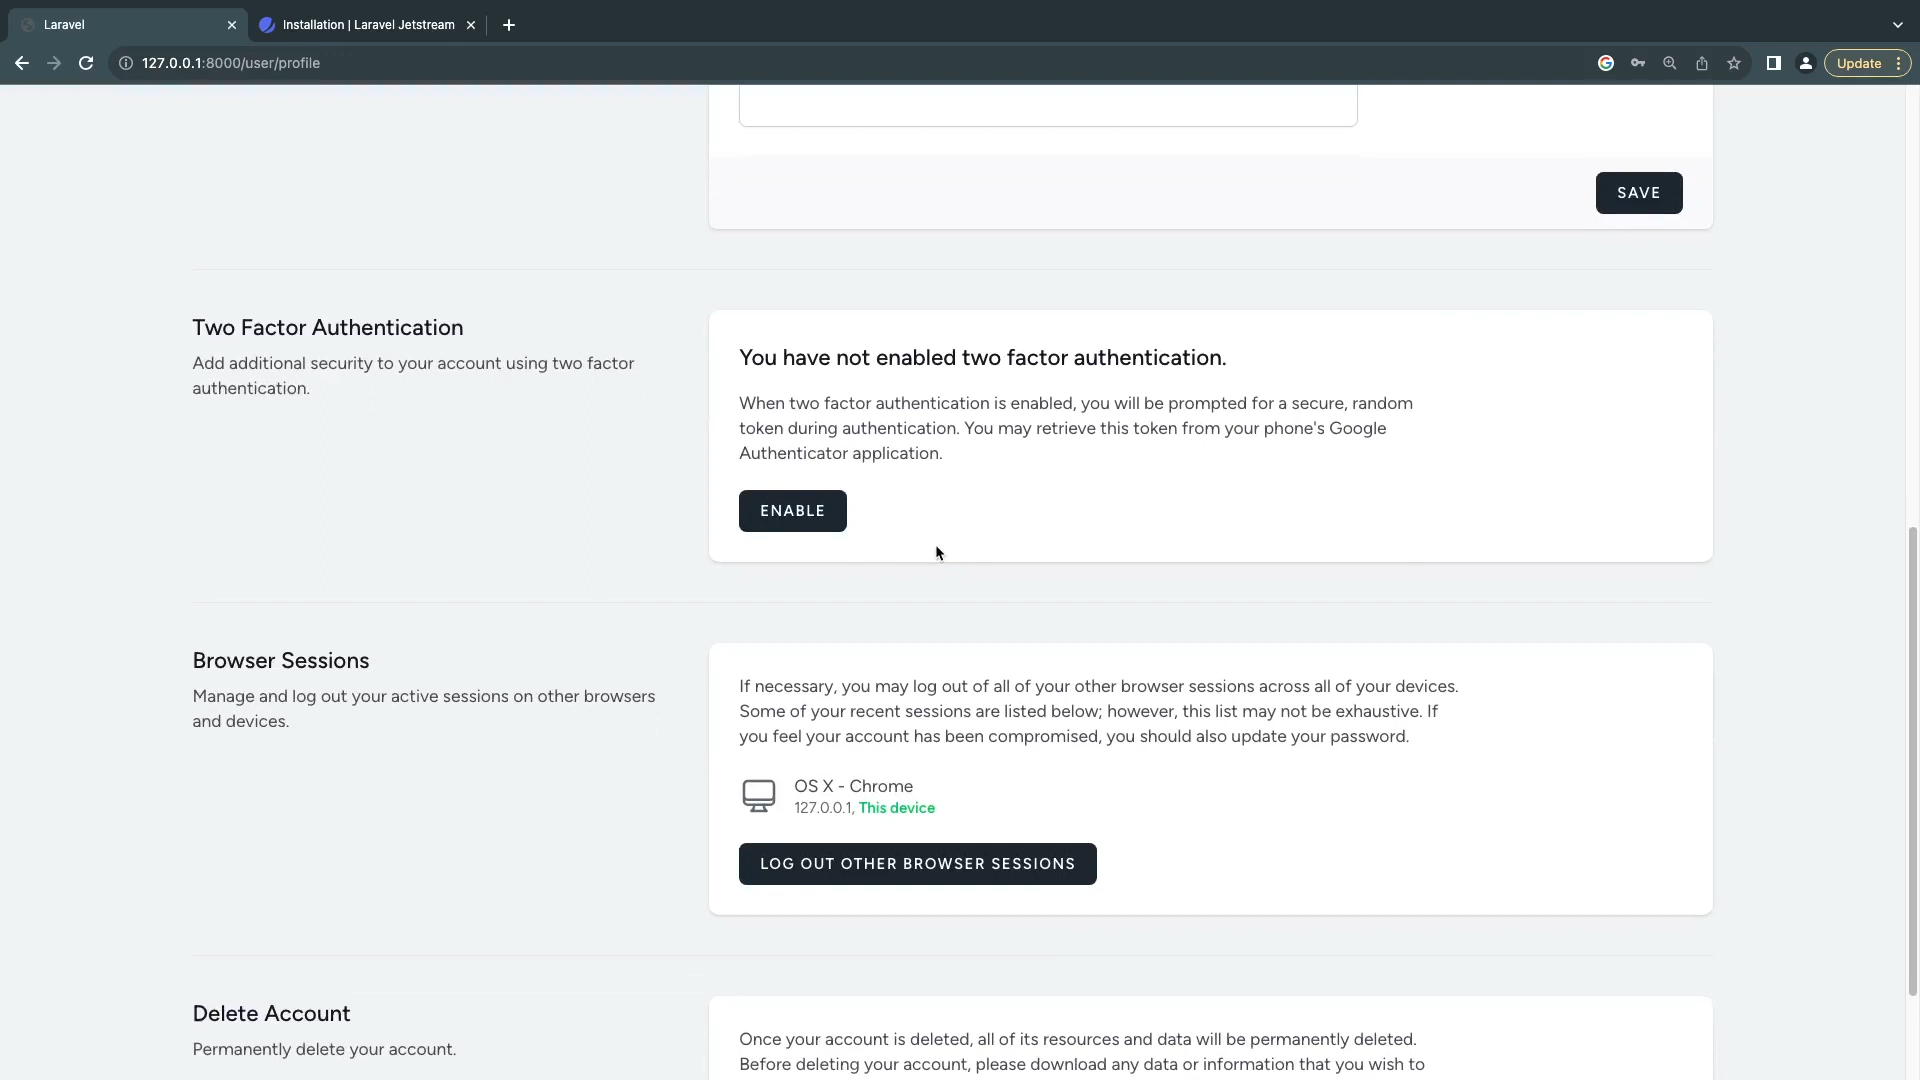 Laravel
Installation | Laravel Jetstream
127.0.0.1:8000/user/profile
Update
SAVE
Two Factor Authentication
Add additional security to your account using two factor
authentication.
You have not enabled two factor authentication.
When two factor authentication is enabled, you will be prompted for a secure, random
token during authentication. You may retrieve this token from your phone's Google
Authenticator application.
ENABLE
Browser Sessions
Manage and log out your active sessions on other browsers
and devices.
If necessary, you may log out of all of your other browser sessions across all of your devices.
Some of your recent sessions are listed below; however, this list may not be exhaustive. If
you feel your account has been compromised, you should also update your password.
OS X - Chrome
127.0.0.1, This device
LOG OUT OTHER BROWSER SESSIONS
Delete Account
Permanently delete your account.
Once your account is deleted, all of its resources and data will be permanently deleted.
Before deleting your account, please download any data or information that you wish to